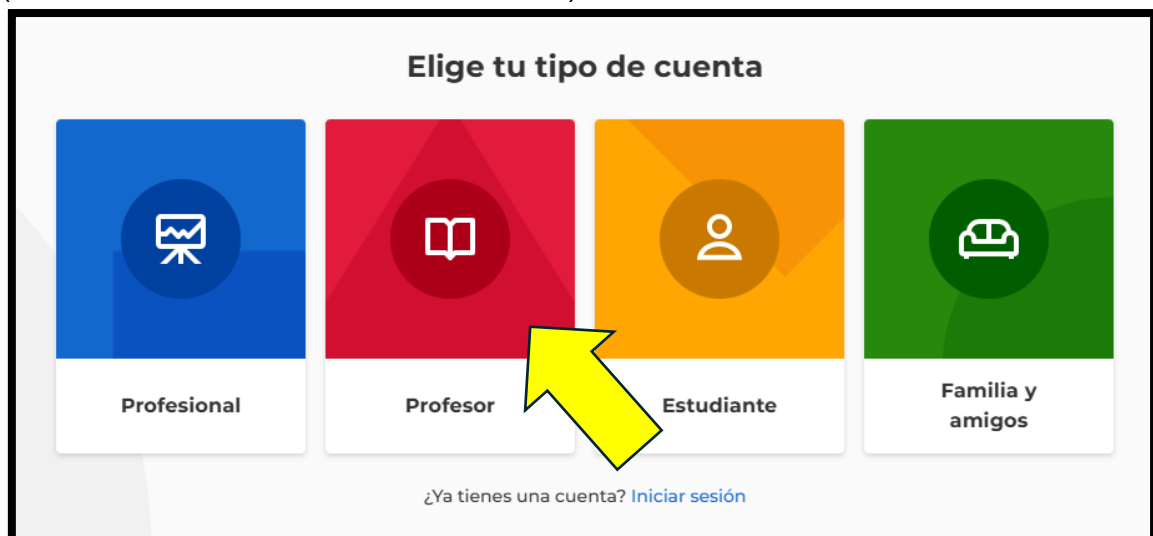 Elige tu tipo de cuenta
Profesional
Profesor
Estudiante
Familia y
amigos
¿Ya tienes una cuenta? Iniciar sesión